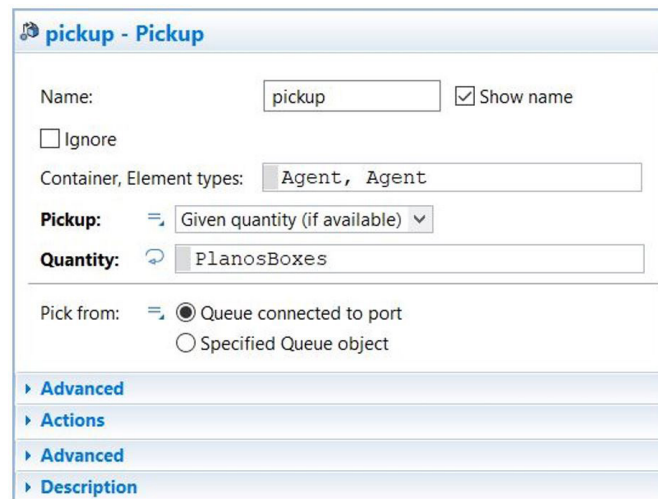 pickup - Pickup
Name: pickup Show name
Ignore
Container, Element types: Agent, Agent
Pickup: Given quantity (if available)
Quantity: PlanosBoxes
Pick from: Queue connected to port
Specified Queue object
Advanced
Actions
Advanced
Description